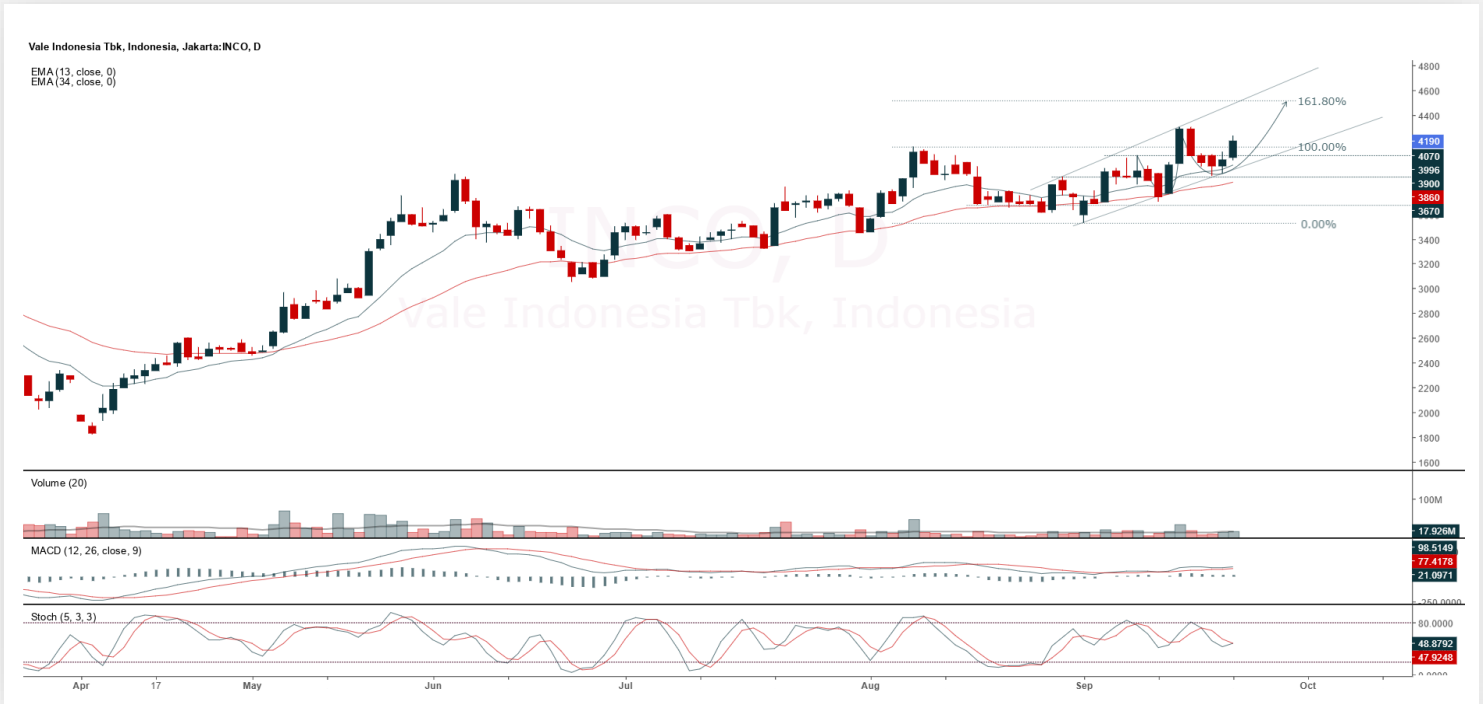 Vale Indonesia Tbk, Indonesia, Jakarta:INCO, D
EMA (13, close, 0)
EMA (34, close, 0)
INCO, D
Vale Indonesia Tbk, Indonesia
161.80%
100.00%
0.00%
4800
4600
4400
4190
4070
3996
3900
3860
3670
3400
3200
3000
2800
2600
2400
2200
2000
1800
1600
Volume (20)
100M
17.926M
MACD (12, 26, close, 9)
98.5149
77.4178
21.0971
-250.0000
Stoch (5, 3, 3)
80.0000
48.8792
47.9248
0.0000
Apr 17 May Jun Jul Aug Sep Oct